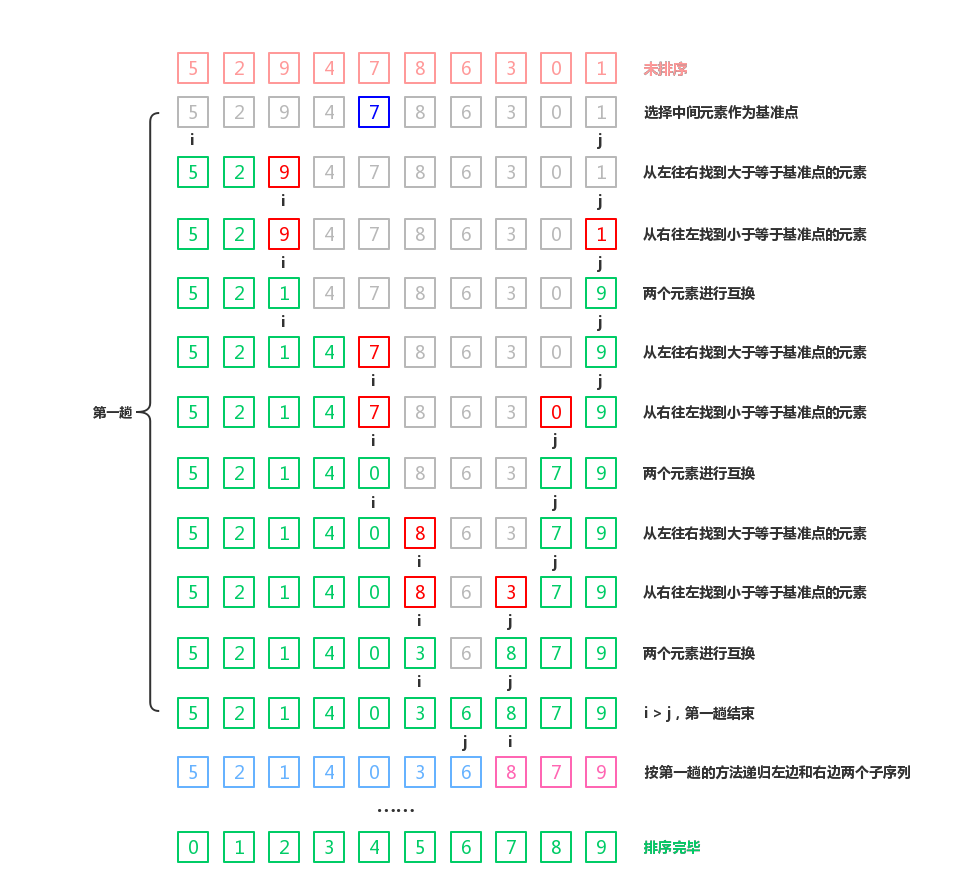 5 2 9 4 7 8 6 3 0 1 未排序
5 2 9 4 7 8 6 3 0 1 选择中间元素作为基准点
i j
5 2 9 4 7 8 6 3 0 1 从左往右找到大于等于基准点的元素
i j
5 2 9 4 7 8 6 3 0 1 从右往左找到小于等于基准点的元素
i j
5 2 1 4 7 8 6 3 0 9 两个元素进行互换
i j
5 2 1 4 7 8 6 3 0 9 从左往右找到大于等于基准点的元素
i j
第一趟 5 2 1 4 7 8 6 3 0 9 从右往左找到小于等于基准点的元素
i j
5 2 1 4 0 8 6 3 7 9 两个元素进行互换
i j
5 2 1 4 0 8 6 3 7 9 从左往右找到大于等于基准点的元素
i j
5 2 1 4 0 8 6 3 7 9 从右往左找到小于等于基准点的元素
i j
5 2 1 4 0 3 6 8 7 9 两个元素进行互换
i j
5 2 1 4 0 3 6 8 7 9 i > j，第一趟结束
j i
5 2 1 4 0 3 6 8 7 9 按第一趟的方法递归左边和右边两个子序列
……
0 1 2 3 4 5 6 7 8 9 排序完毕